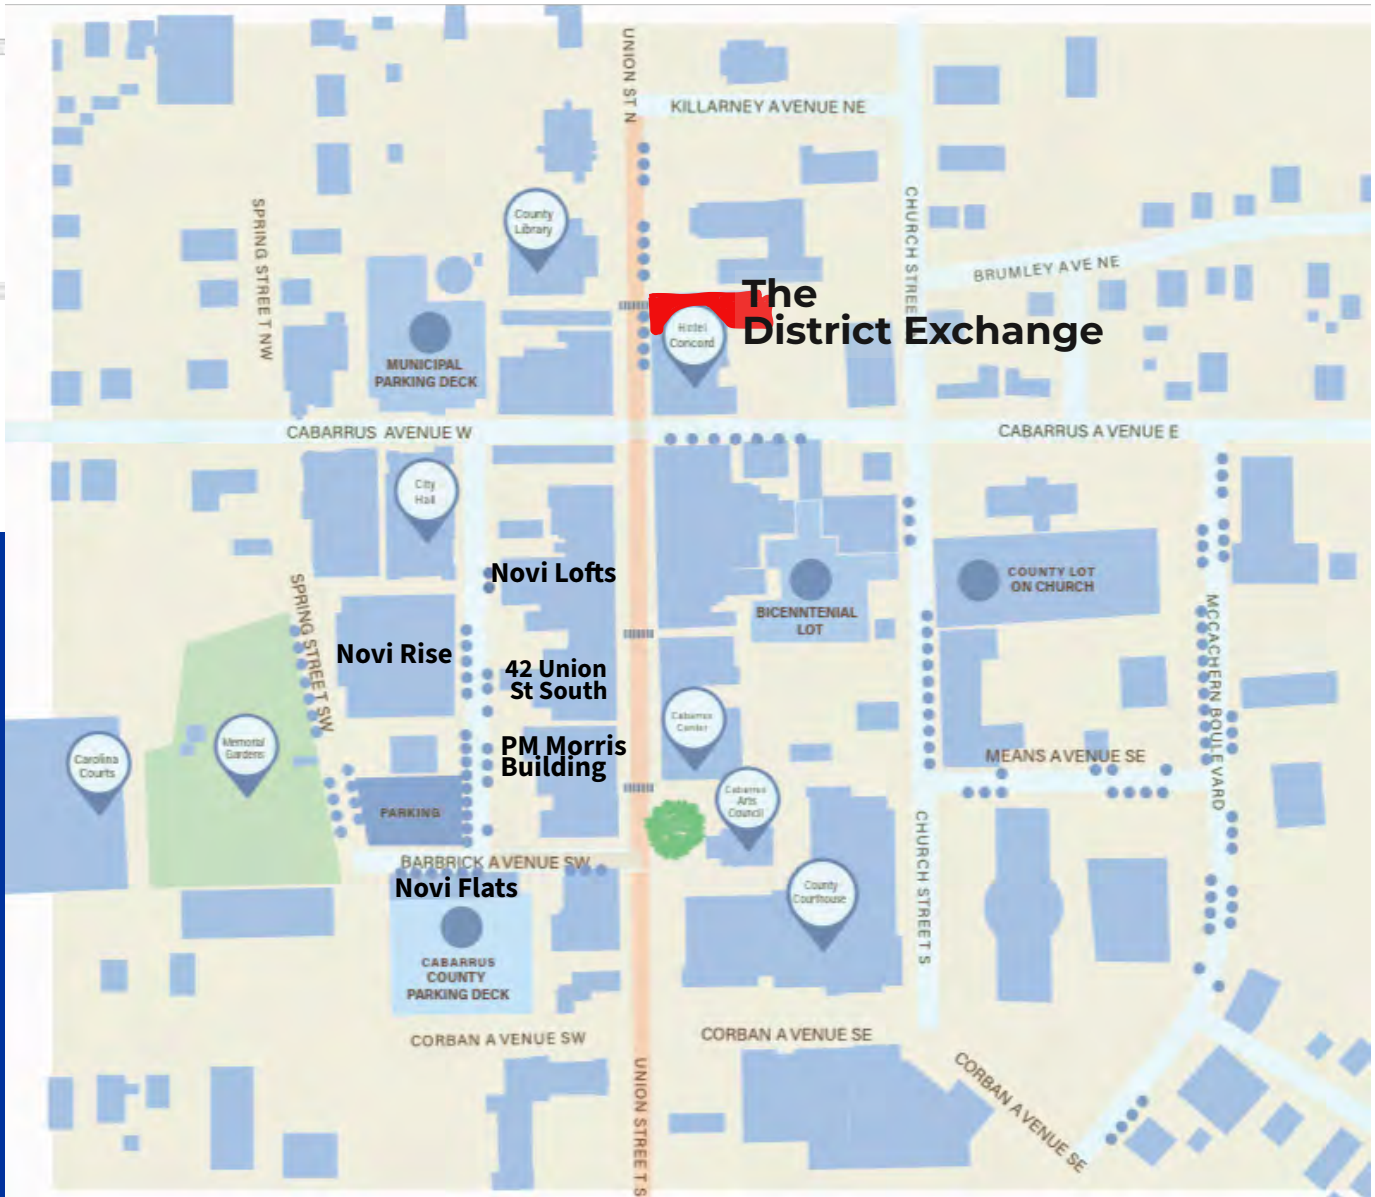 UNION ST N
KILLARNEY AVENUE NE
SPRING STREET NW
County
Library
CHURCH STREE
BRUMLEY AVE NE
The
District Exchange
Hotel
Concord
MUNICIPAL
PARKING DECK
CABARRUS AVENUE W
CABARRUS AVENUE E
City
Hall
Novi Lofts
COUNTY LOT
ON CHURCH
BICENNTENIAL
LOT
SPRING STREET SW
Novi Rise
42 Union
St South
MCCACHERN BOULEVARD
Cabarrus
Center
PM Morris
Building
Memorial
Gardens
Carolina
Courts
MEANS AVENUE SE
Cabarrus
Arts
Council
PARKING
CHURCH STREET S
BARBRICK AVENUE SW
Novi Flats
County
Courthouse
CABARRUS
COUNTY
PARKING DECK
CORBAN AVENUE SW
CORBAN AVENUE SE
UNION STREET S
CORBAN AVENUE SE